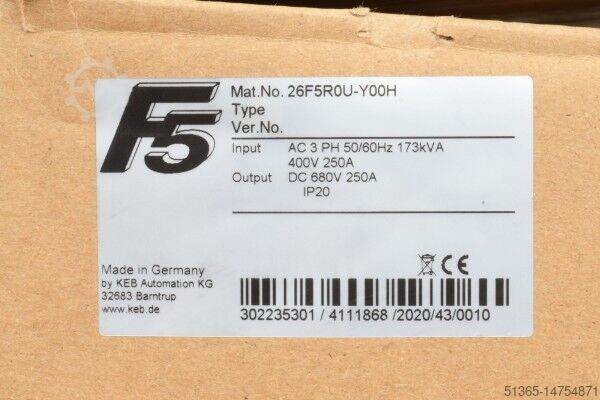 F5
Mat.No. 26F5R0U-Y00H
Type
Ver.No.
Input AC 3 PH 50/60Hz 173kVA
400V 250A
Output DC 680V 250A
IP20
Made in Germany
by KEB Automation KG
32683 Barntrup
www.keb.de
CE
302235301 / 4111868 /2020/43/0010
51365-14754871